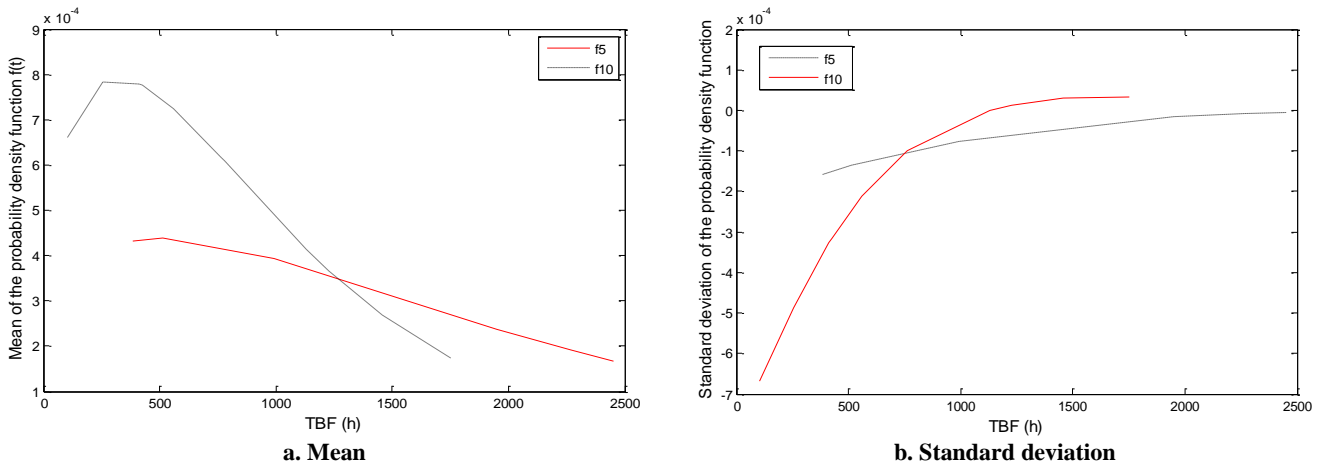 x 10-4
9
8
7
6
5
4
3
2
1
Mean of the probability density function f(t)
f5
f10
0 500 1000 1500 2000 2500
TBF (h)
a. Mean
x 10-4
2
1
0
-1
-2
-3
-4
-5
-6
-7
Standard deviation of the probability density function
f5
f10
0 500 1000 1500 2000 2500
TBF (h)
b. Standard deviation